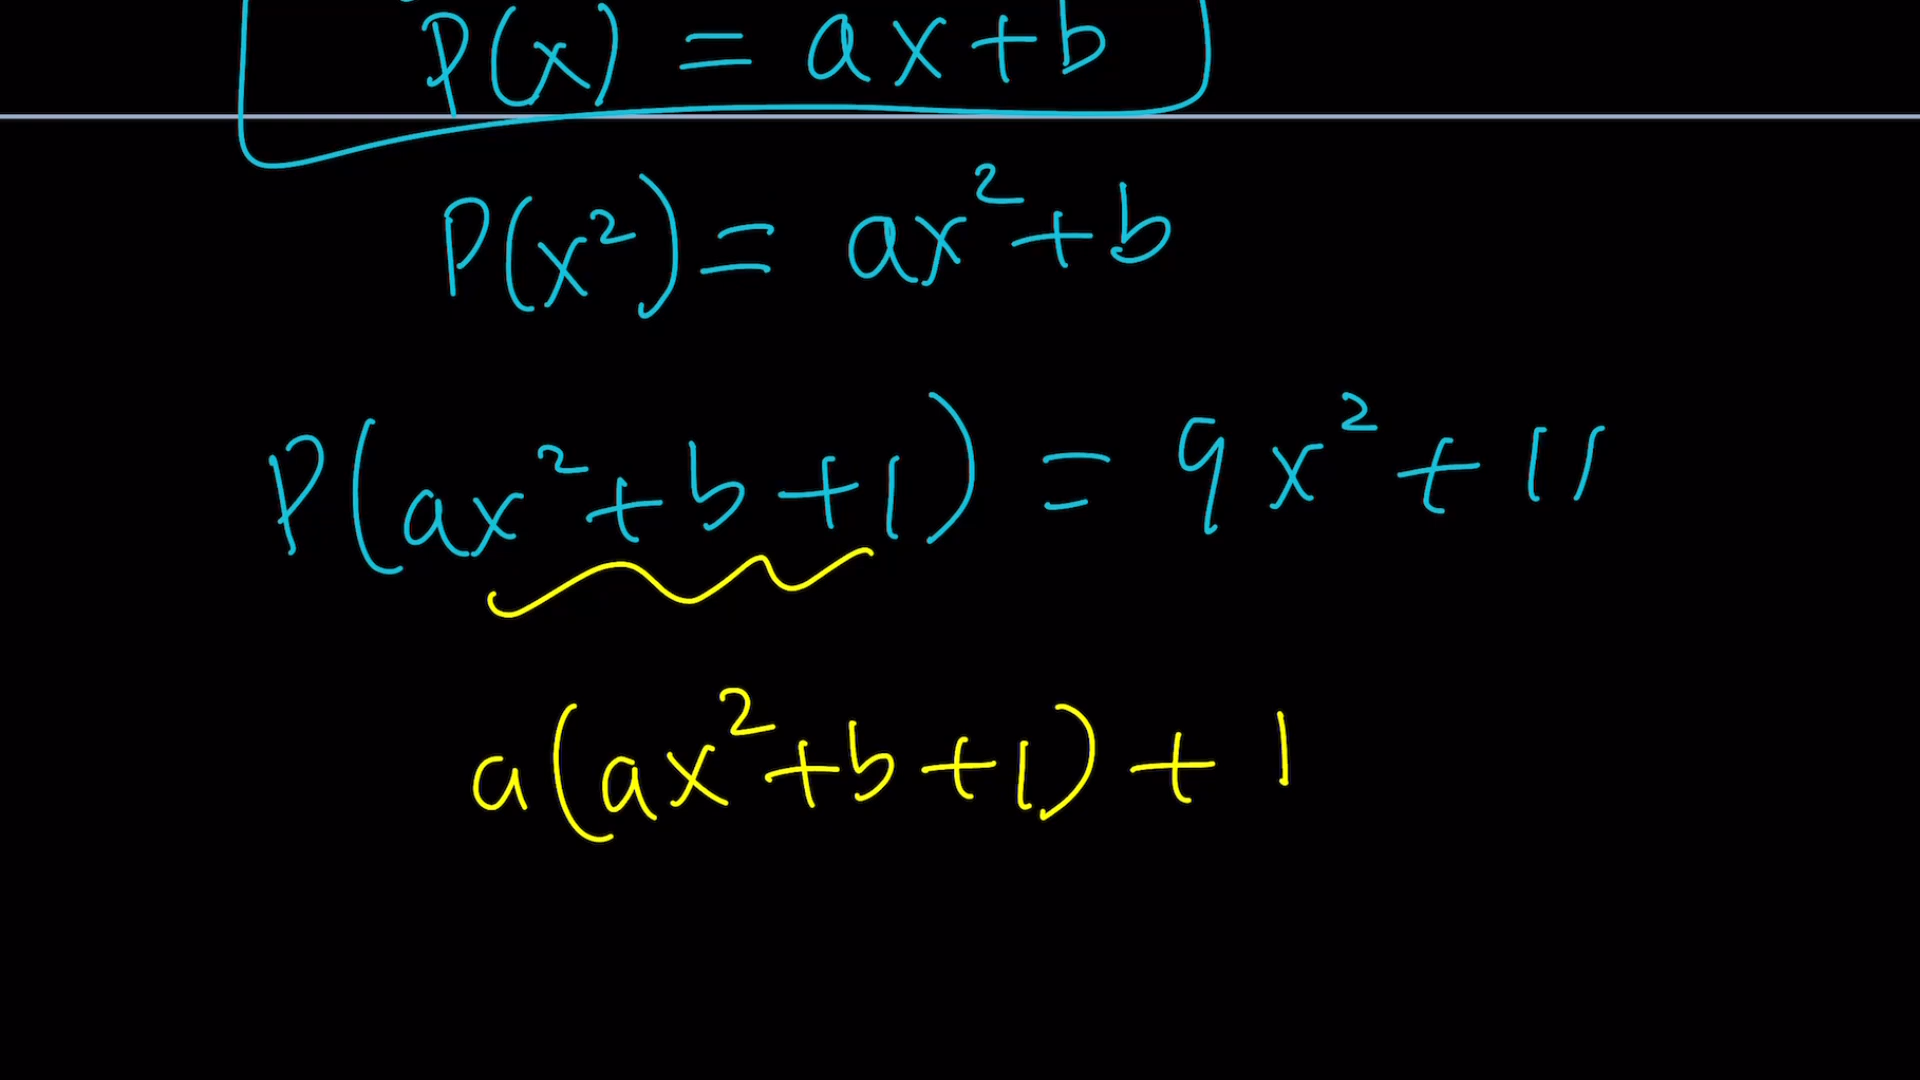 P(x) = ax+b
P(x²) = ax²+b
P(ax²+b+1) = 9x²+11
a(ax²+b+1)+1